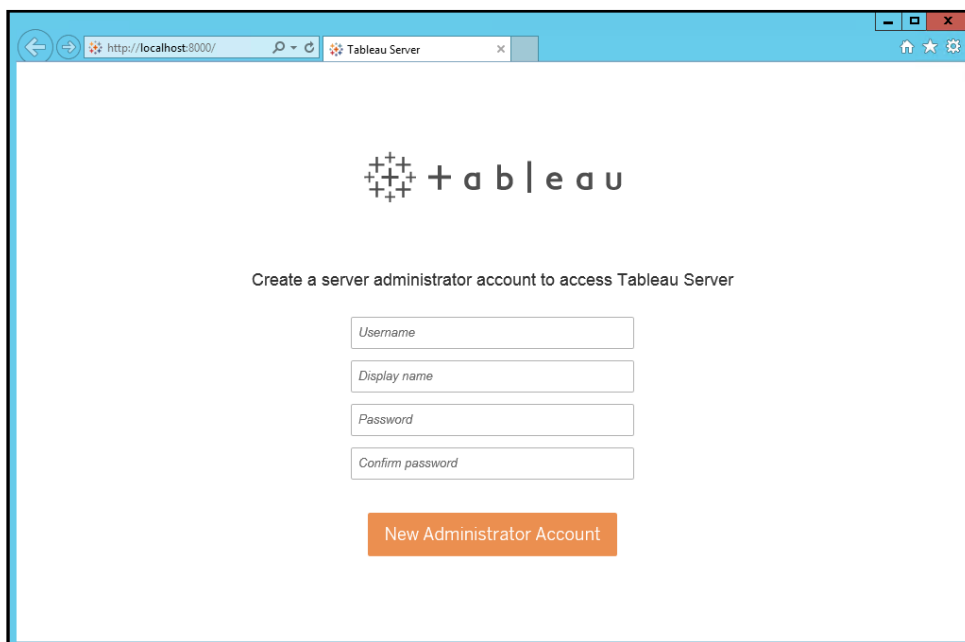 http://localhost:8000/
Tableau Server
+ a b l e a u
Create a server administrator account to access Tableau Server
Username
Display name
Password
Confirm password
New Administrator Account